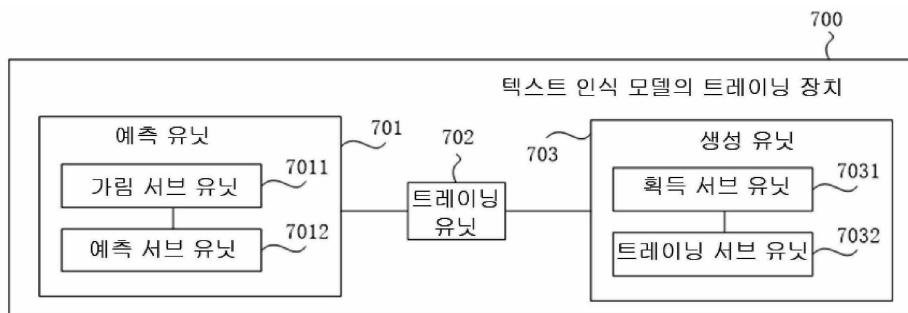 700
텍스트 인식 모델의 트레이닝 장치
예측 유닛
701
가림 서브 유닛
7011
예측 서브 유닛
7012
702
트레이닝
유닛
703
생성 유닛
획득 서브 유닛
7031
트레이닝 서브 유닛
7032